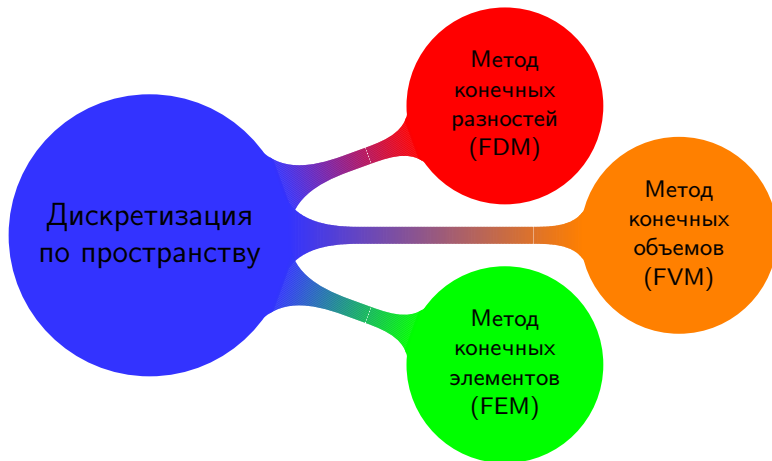 Дискретизация
по пространству
Метод
конечных
разностей
(FDM)
Метод
конечных
объемов
(FVM)
Метод
конечных
элементов
(FEM)